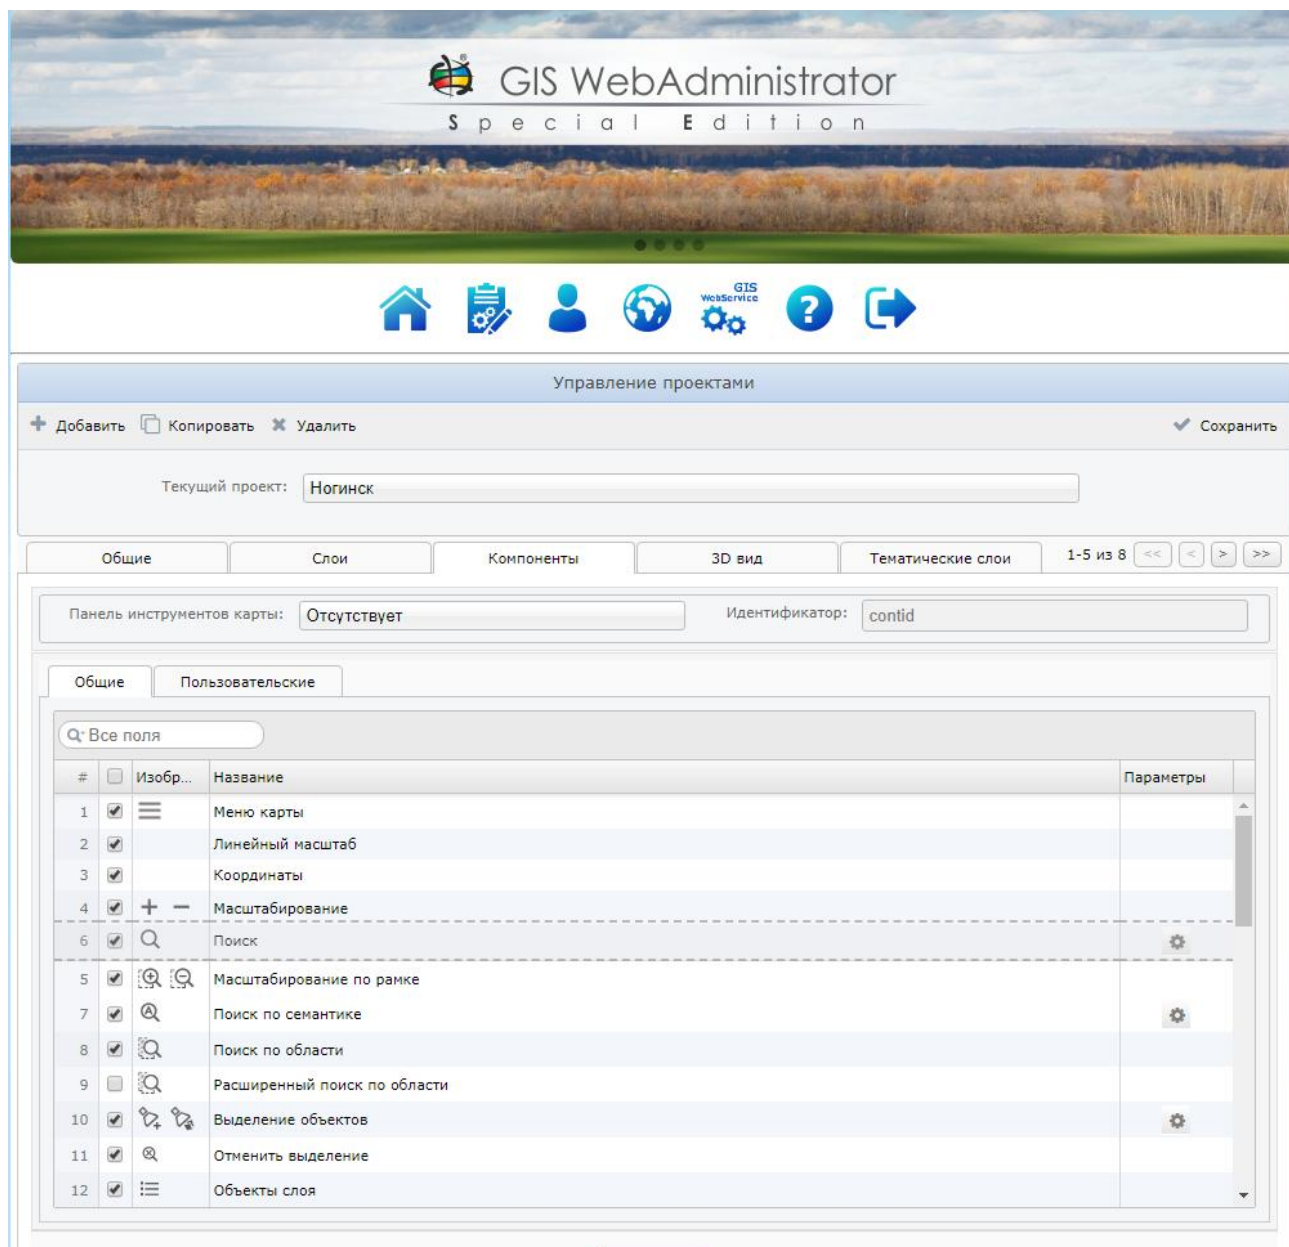 GIS WebAdministrator
Special Edition
GIS
WebService
?
Управление проектами
Добавить Копировать Удалить Сохранить
Текущий проект: Ногинск
Общие Слои Компоненты 3D вид Тематические слои 1-5 из 8 << < > >>
Панель инструментов карты: Отсутствует Идентификатор: contid
Общие Пользовательские
Все поля
# Изобр... Название Параметры
1 Меню карты
2 Линейный масштаб
3 Координаты
4 Масштабирование
6 Поиск
5 Масштабирование по рамке
7 Поиск по семантике
8 Поиск по области
9 Расширенный поиск по области
10 Выделение объектов
11 Отменить выделение
12 Объекты слоя